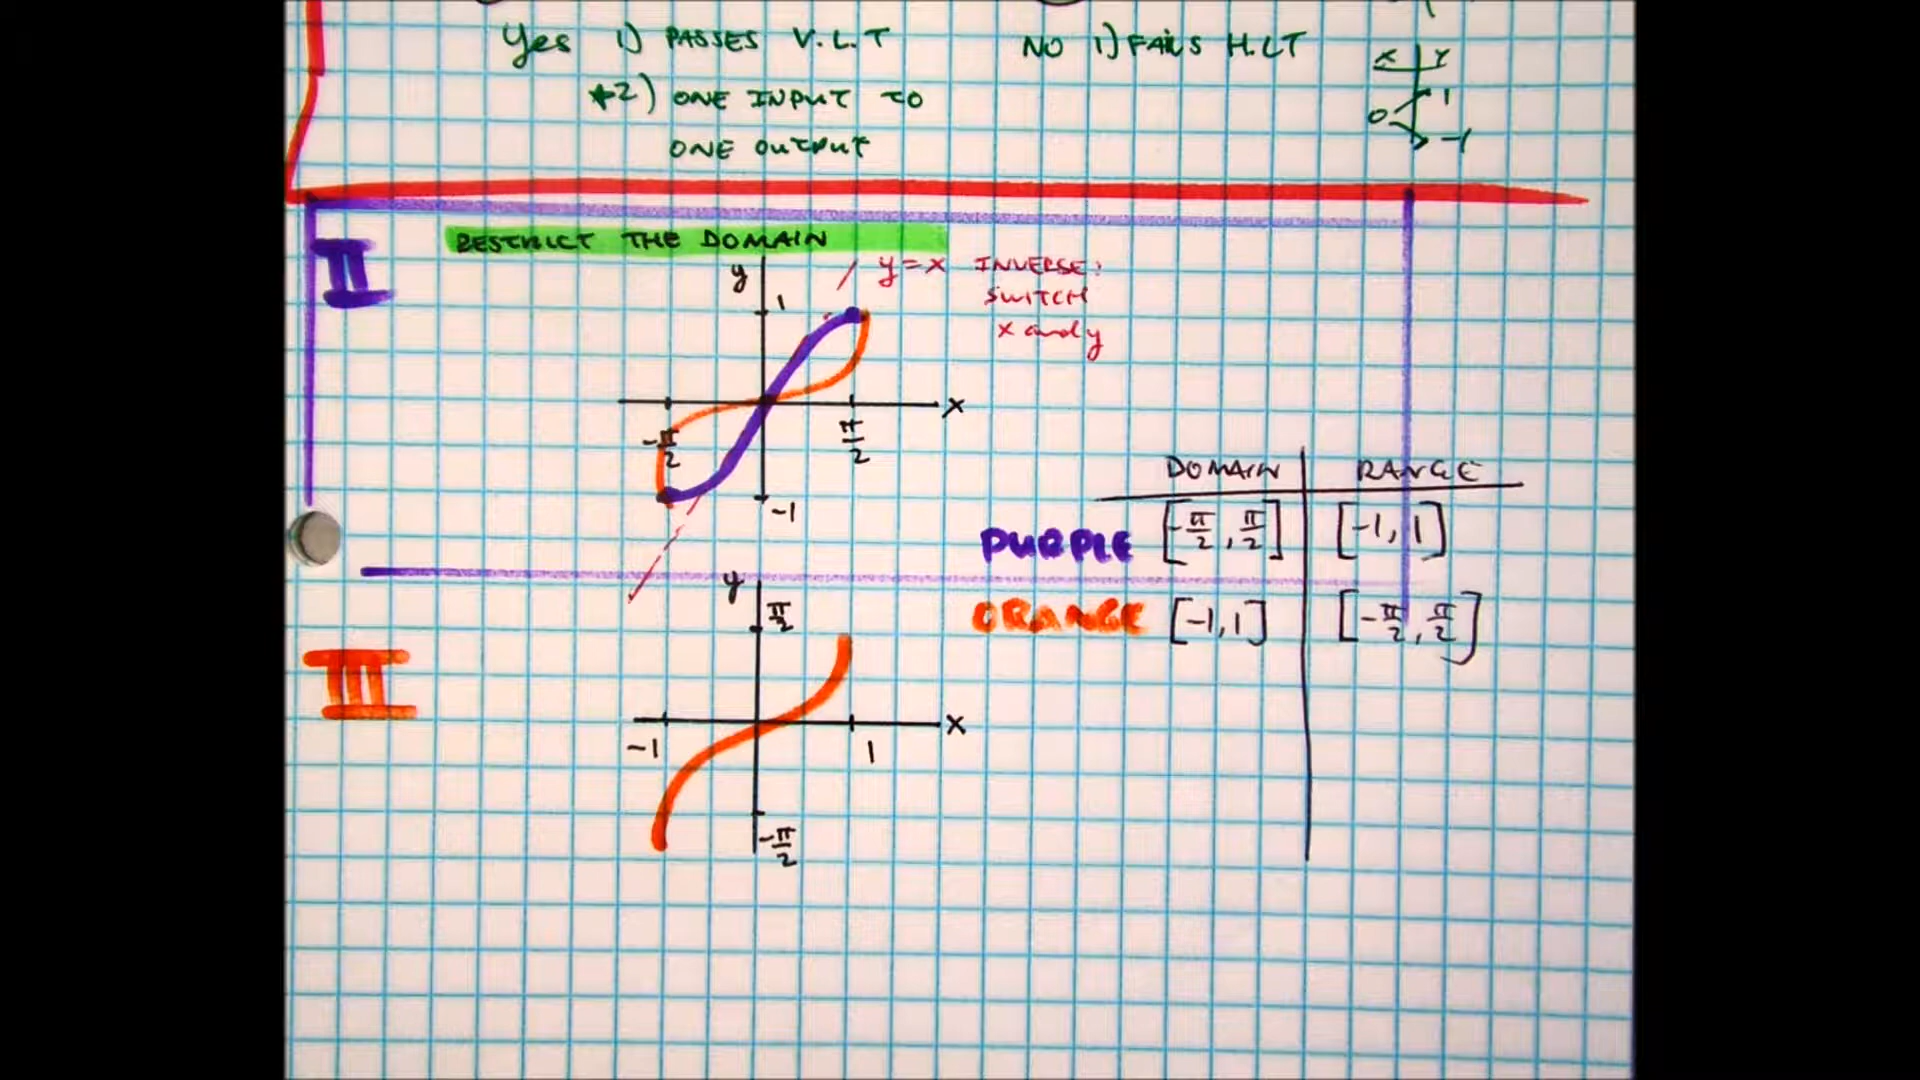 Yes 1) PASSES V.L.T
*2) ONE INPUT TO
ONE OUTPUT
NO 1) FAILS H.LT
X Y
0 1
-1
II
RESTRICT THE DOMAIN
y
1
y=x INVERSE:
SWITCH
x and y
x
-π/2
π/2
-1
DOMAIN RANGE
PURPLE [-π/2, π/2] [-1, 1]
ORANGE [-1, 1] [-π/2, π/2]
III
y
π/2
x
-1
1
-π/2